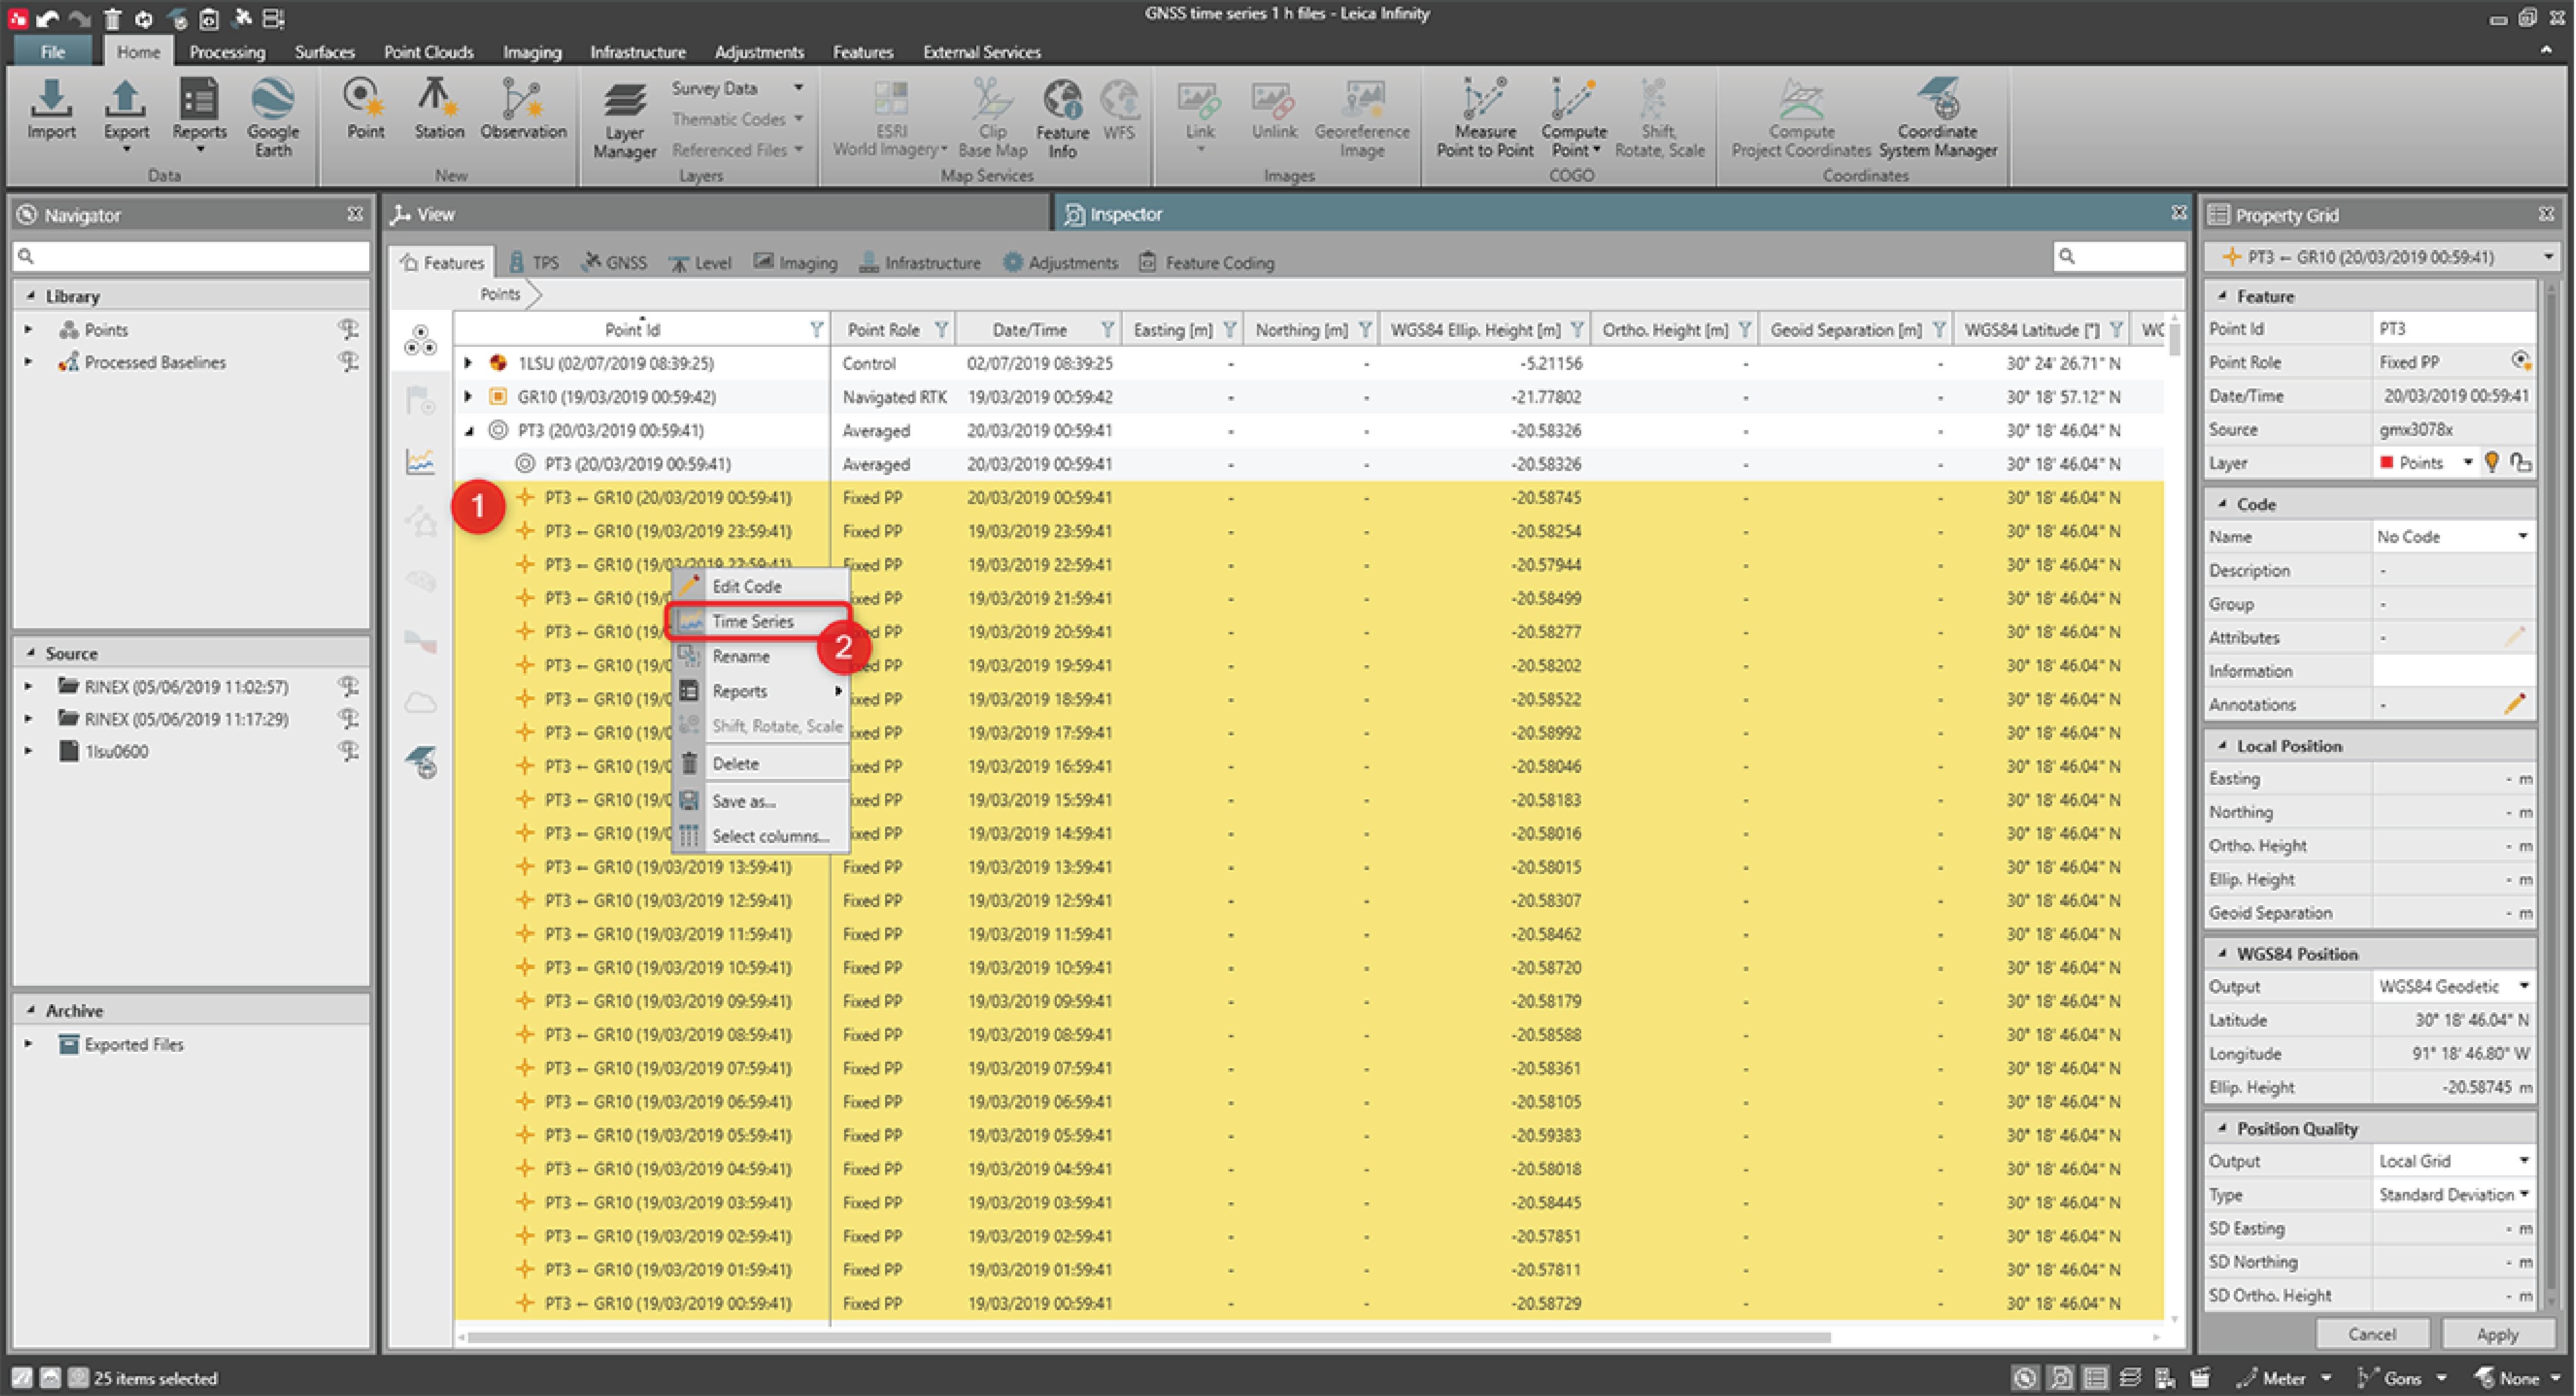 GNSS time series 1 h files - Leica Infinity
File Home Processing Surfaces Point Clouds Imaging Infrastructure Adjustments Features External Services
Import Export Reports Google Earth
Point Station Observation
Layer Manager
Survey Data
Thematic Codes
Referenced Files
ESRI World Imagery Clip Base Map Feature Info WFS
Link Unlink Georeference Image
Measure Point to Point Compute Point Shift, Rotate, Scale
Compute Project Coordinates Coordinate System Manager
Data New Layers Map Services Images COGO Coordinates
Navigator
Library
Points
Processed Baselines
Source
RINEX (05/06/2019 11:02:57)
RINEX (05/06/2019 11:17:29)
1lsu0600
Archive
Exported Files
View Inspector
Features TPS GNSS Level Imaging Infrastructure Adjustments Feature Coding
Points
Point Id Point Role Date/Time Easting [m] Northing [m] WGS84 Ellip. Height [m] Ortho. Height [m] Geoid Separation [m] WGS84 Latitude [°] WG
1LSU (02/07/2019 08:39:25) Control 02/07/2019 08:39:25 - - -5.21156 - - 30° 24' 26.71" N
GR10 (19/03/2019 00:59:42) Navigated RTK 19/03/2019 00:59:42 - - -21.77802 - - 30° 18' 57.12" N
PT3 (20/03/2019 00:59:41) Averaged 20/03/2019 00:59:41 - - -20.58326 - - 30° 18' 46.04" N
PT3 (20/03/2019 00:59:41) Averaged 20/03/2019 00:59:41 - - -20.58326 - - 30° 18' 46.04" N
1
PT3 ← GR10 (20/03/2019 00:59:41) Fixed PP 20/03/2019 00:59:41 - - -20.58745 - - 30° 18' 46.04" N
PT3 ← GR10 (19/03/2019 23:59:41) Fixed PP 19/03/2019 23:59:41 - - -20.58254 - - 30° 18' 46.04" N
PT3 ← GR10 (19/03/2019 22:59:41) Fixed PP 19/03/2019 22:59:41 - - -20.57944 - - 30° 18' 46.04" N
PT3 ← GR10 (19/0 ixed PP 19/03/2019 21:59:41 - - -20.58499 - - 30° 18' 46.04" N
PT3 ← GR10 (19/ ed PP 19/03/2019 20:59:41 - - -20.58277 - - 30° 18' 46.04" N
PT3 ← GR10 (19/0 xed PP 19/03/2019 19:59:41 - - -20.58202 - - 30° 18' 46.04" N
PT3 ← GR10 (19/0 ixed PP 19/03/2019 18:59:41 - - -20.58522 - - 30° 18' 46.04" N
PT3 ← GR10 (19/0 ixed PP 19/03/2019 17:59:41 - - -20.58992 - - 30° 18' 46.04" N
PT3 ← GR10 (19/0 ixed PP 19/03/2019 16:59:41 - - -20.58046 - - 30° 18' 46.04" N
PT3 ← GR10 (19/0 ixed PP 19/03/2019 15:59:41 - - -20.58183 - - 30° 18' 46.04" N
PT3 ← GR10 (19/0 ixed PP 19/03/2019 14:59:41 - - -20.58016 - - 30° 18' 46.04" N
PT3 ← GR10 (19/03/2019 13:59:41) Fixed PP 19/03/2019 13:59:41 - - -20.58015 - - 30° 18' 46.04" N
PT3 ← GR10 (19/03/2019 12:59:41) Fixed PP 19/03/2019 12:59:41 - - -20.58307 - - 30° 18' 46.04" N
PT3 ← GR10 (19/03/2019 11:59:41) Fixed PP 19/03/2019 11:59:41 - - -20.58462 - - 30° 18' 46.04" N
PT3 ← GR10 (19/03/2019 10:59:41) Fixed PP 19/03/2019 10:59:41 - - -20.58720 - - 30° 18' 46.04" N
PT3 ← GR10 (19/03/2019 09:59:41) Fixed PP 19/03/2019 09:59:41 - - -20.58179 - - 30° 18' 46.04" N
PT3 ← GR10 (19/03/2019 08:59:41) Fixed PP 19/03/2019 08:59:41 - - -20.58588 - - 30° 18' 46.04" N
PT3 ← GR10 (19/03/2019 07:59:41) Fixed PP 19/03/2019 07:59:41 - - -20.58361 - - 30° 18' 46.04" N
PT3 ← GR10 (19/03/2019 06:59:41) Fixed PP 19/03/2019 06:59:41 - - -20.58105 - - 30° 18' 46.04" N
PT3 ← GR10 (19/03/2019 05:59:41) Fixed PP 19/03/2019 05:59:41 - - -20.59383 - - 30° 18' 46.04" N
PT3 ← GR10 (19/03/2019 04:59:41) Fixed PP 19/03/2019 04:59:41 - - -20.58018 - - 30° 18' 46.04" N
PT3 ← GR10 (19/03/2019 03:59:41) Fixed PP 19/03/2019 03:59:41 - - -20.58445 - - 30° 18' 46.04" N
PT3 ← GR10 (19/03/2019 02:59:41) Fixed PP 19/03/2019 02:59:41 - - -20.57851 - - 30° 18' 46.04" N
PT3 ← GR10 (19/03/2019 01:59:41) Fixed PP 19/03/2019 01:59:41 - - -20.57811 - - 30° 18' 46.04" N
PT3 ← GR10 (19/03/2019 00:59:41) Fixed PP 19/03/2019 00:59:41 - - -20.58729 - - 30° 18' 46.04" N
Edit Code
Time Series
2
Rename
Reports
Shift, Rotate, Scale
Delete
Save as...
Select columns...
Property Grid
PT3 ← GR10 (20/03/2019 00:59:41)
Feature
Point Id PT3
Point Role Fixed PP
Date/Time 20/03/2019 00:59:41
Source gmx3078x
Layer Points
Code
Name No Code
Description -
Group -
Attributes -
Information
Annotations -
Local Position
Easting - m
Northing - m
Ortho. Height - m
Ellip. Height - m
Geoid Separation - m
WGS84 Position
Output WGS84 Geodetic
Latitude 30° 18' 46.04" N
Longitude 91° 18' 46.80" W
Ellip. Height -20.58745 m
Position Quality
Output Local Grid
Type Standard Deviation
SD Easting - m
SD Northing - m
SD Ortho. Height - m
Cancel Apply
25 items selected
Meter Gons None